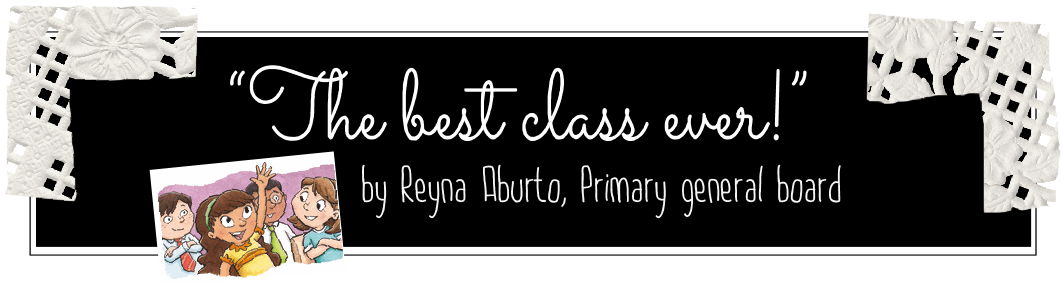 “The best class ever!”
by Reyna Aburto, Primary general board